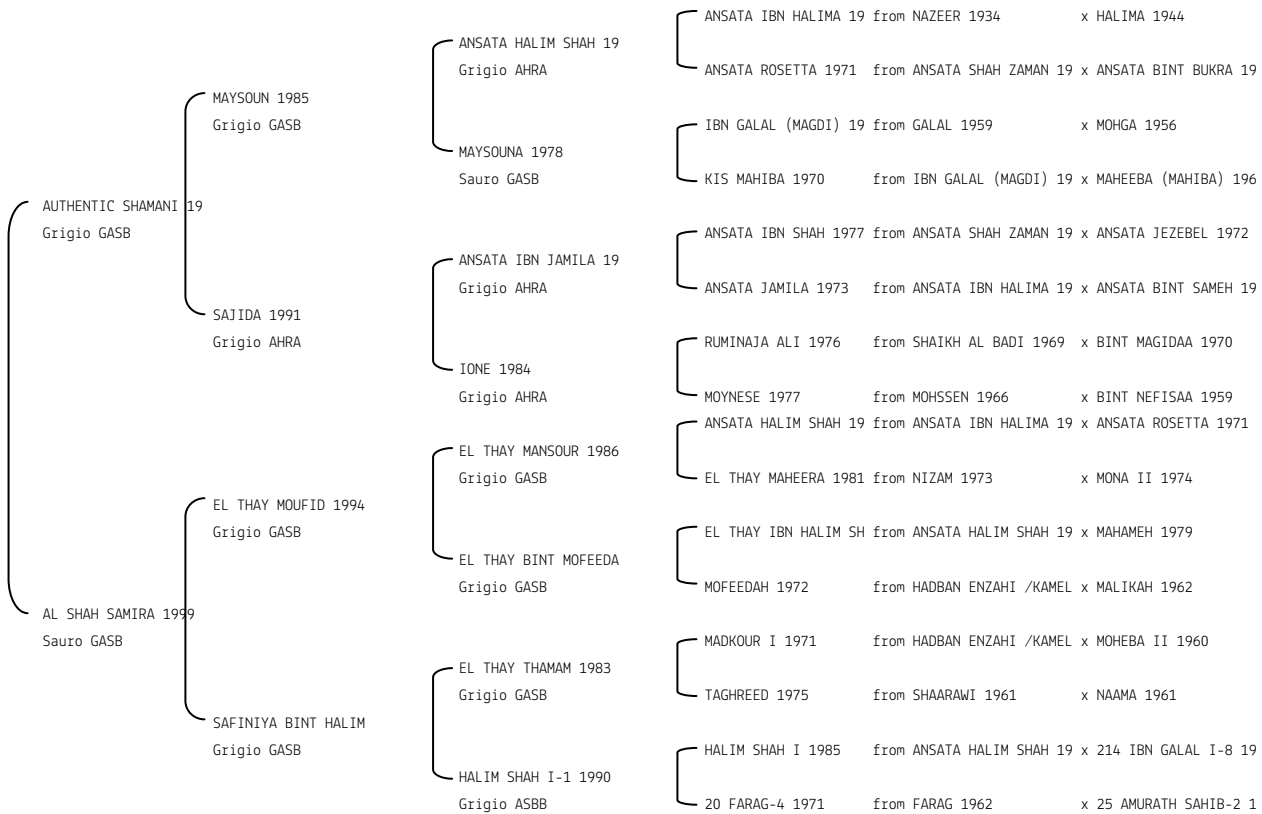 ANSATA IBN HALIMA 19 from NAZEER 1934 x HALIMA 1944
ANSATA HALIM SHAH 19
Grigio AHRA
ANSATA ROSETTA 1971 from ANSATA SHAH ZAMAN 19 x ANSATA BINT BUKRA 19
MAYSOUN 1985
Grigio GASB
IBN GALAL (MAGDI) 19 from GALAL 1959 x MOHGA 1956
MAYSOUNA 1978
Sauro GASB
KIS MAHIBA 1970 from IBN GALAL (MAGDI) 19 x MAHEEBA (MAHIBA) 196
AUTHENTIC SHAMANI 19
Grigio GASB
ANSATA IBN SHAH 1977 from ANSATA SHAH ZAMAN 19 x ANSATA JEZEBEL 1972
ANSATA IBN JAMILA 19
Grigio AHRA
ANSATA JAMILA 1973 from ANSATA IBN HALIMA 19 x ANSATA BINT SAMEH 19
SAJIDA 1991
Grigio AHRA
RUMINAJA ALI 1976 from SHAIKH AL BADI 1969 x BINT MAGIDAA 1970
IONE 1984
Grigio AHRA
MOYNESE 1977 from MOHSSEN 1966 x BINT NEFISAA 1959
ANSATA HALIM SHAH 19 from ANSATA IBN HALIMA 19 x ANSATA ROSETTA 1971
EL THAY MANSOUR 1986
Grigio GASB
EL THAY MAHEERA 1981 from NIZAM 1973 x MONA II 1974
EL THAY MOUFID 1994
Grigio GASB
EL THAY IBN HALIM SH from ANSATA HALIM SHAH 19 x MAHAMEH 1979
EL THAY BINT MOFEEDA
Grigio GASB
MOFEEDAH 1972 from HADBAN ENZAHI /KAMEL x MALIKAH 1962
AL SHAH SAMIRA 1999
Sauro GASB
MADKOUR I 1971 from HADBAN ENZAHI /KAMEL x MOHEBA II 1960
EL THAY THAMAM 1983
Grigio GASB
TAGHREED 1975 from SHAARAWI 1961 x NAAMA 1961
SAFINIYA BINT HALIM
Grigio GASB
HALIM SHAH I 1985 from ANSATA HALIM SHAH 19 x 214 IBN GALAL I-8 19
HALIM SHAH I-1 1990
Grigio ASBB
20 FARAG-4 1971 from FARAG 1962 x 25 AMURATH SAHIB-2 1